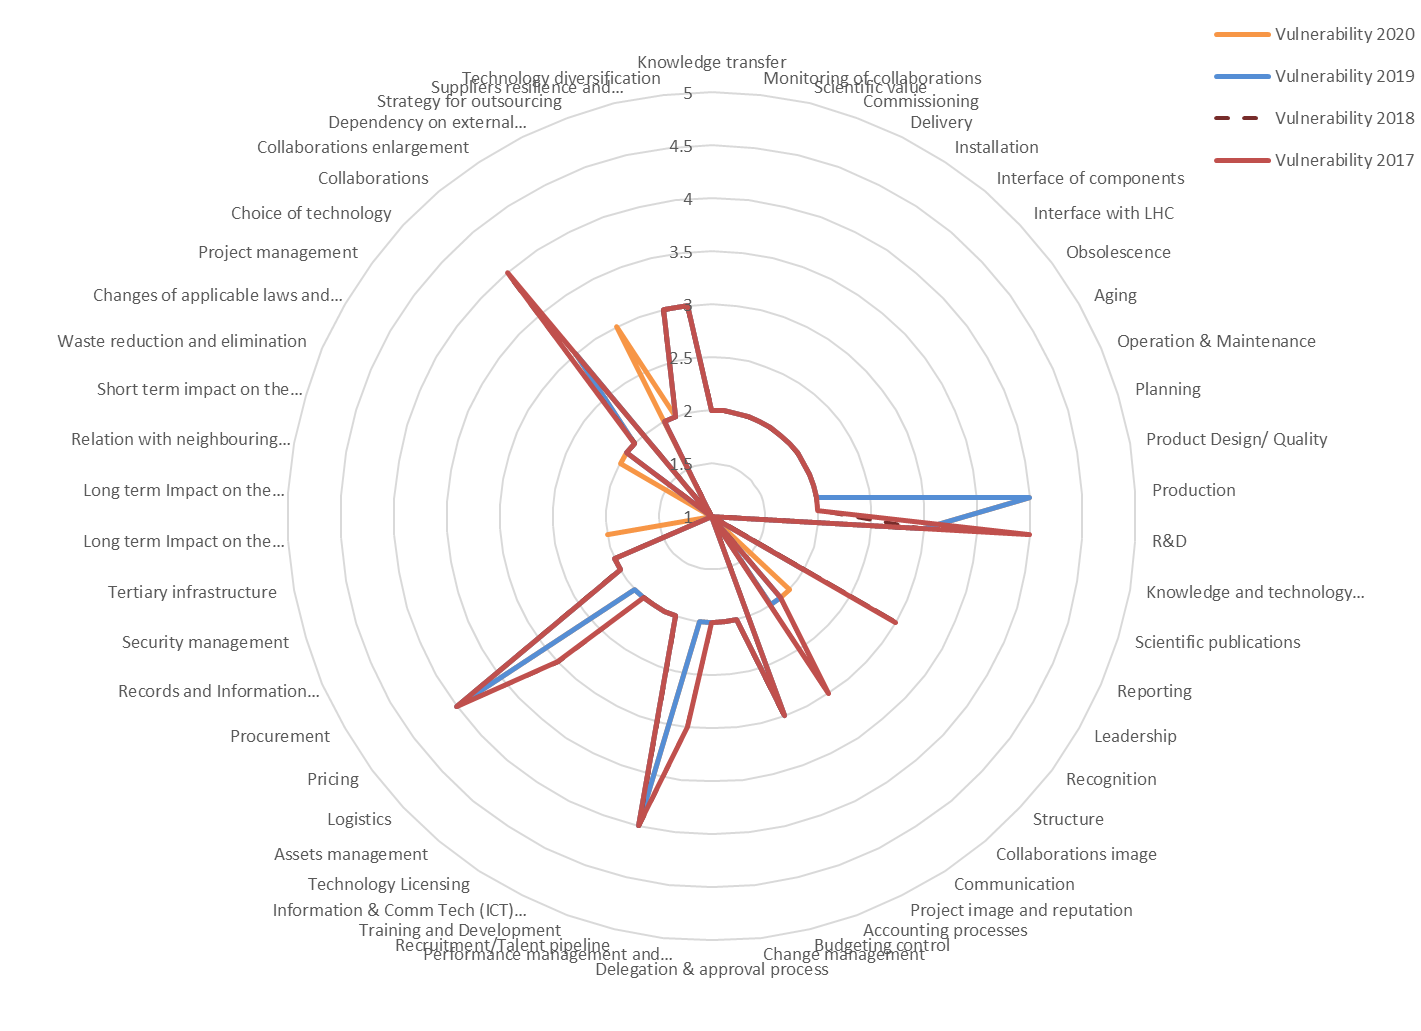 Vulnerability 2020
Vulnerability 2019
Vulnerability 2018
Vulnerability 2017
Knowledge transfer
Monitoring of collaborations
Scientific value
Commissioning
Delivery
Installation
Interface of components
Interface with LHC
Obsolescence
Aging
Operation & Maintenance
Planning
Product Design/ Quality
Production
R&D
Knowledge and technology...
Scientific publications
Reporting
Leadership
Recognition
Structure
Collaborations image
Communication
Project image and reputation
Accounting processes
Budgeting control
Change management
Delegation & approval process
Performance management and...
Recruitment/Talent pipeline
Training and Development
Information & Comm Tech (ICT)...
Technology Licensing
Assets management
Logistics
Pricing
Procurement
Records and Information...
Security management
Tertiary infrastructure
Long term Impact on the...
Long term Impact on the...
Relation with neighbouring...
Short term impact on the...
Waste reduction and elimination
Changes of applicable laws and...
Project management
Choice of technology
Collaborations
Collaborations enlargement
Dependency on external...
Strategy for outsourcing
Suppliers resilience and...
Technology diversification
5
4.5
4
3.5
3
2.5
2
1.5
1